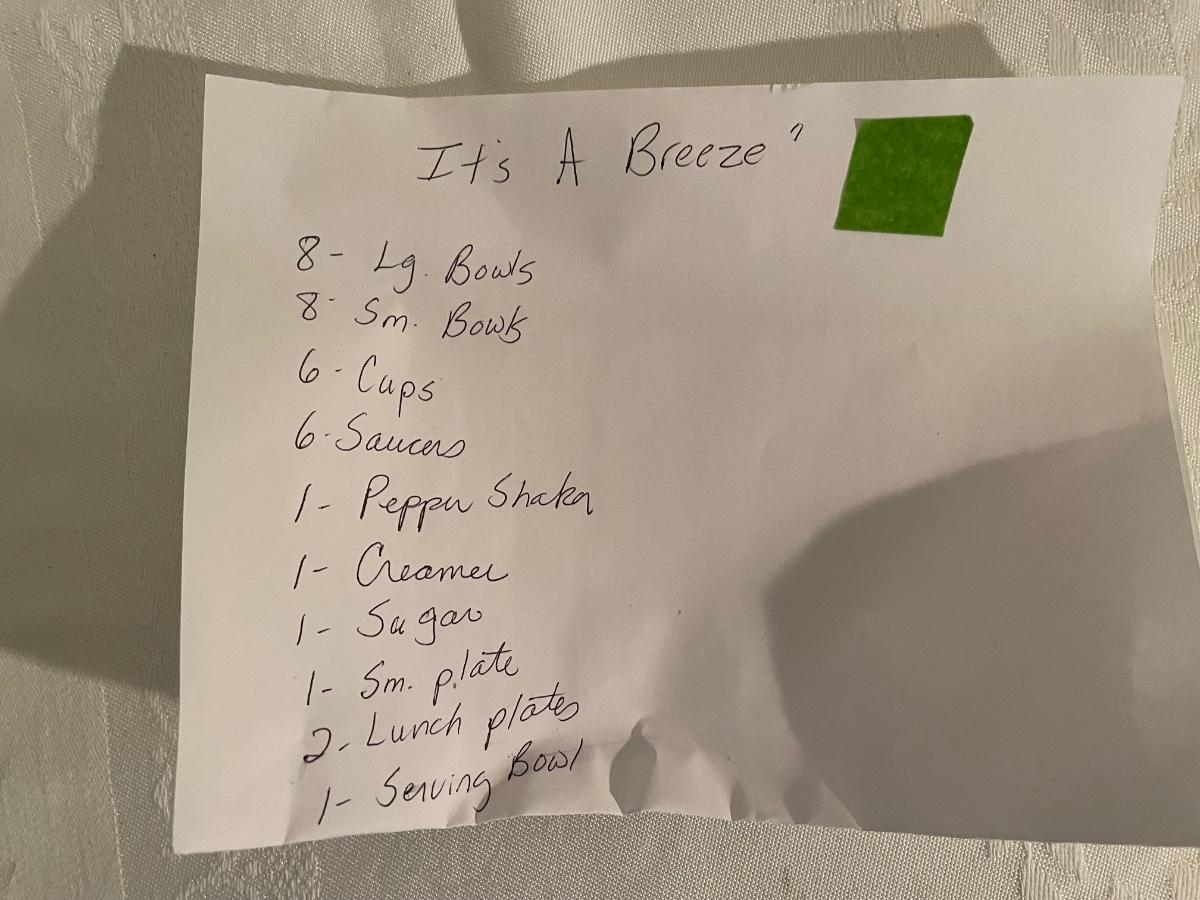 It's A Breeze"
8- Lg. Bowls
8- Sm. Bowls
6- Cups
6- Saucers
1- Pepper Shaker
1- Creamer
1- Sugar
1- Sm. plate
2- Lunch plates
1- Serving Bowl